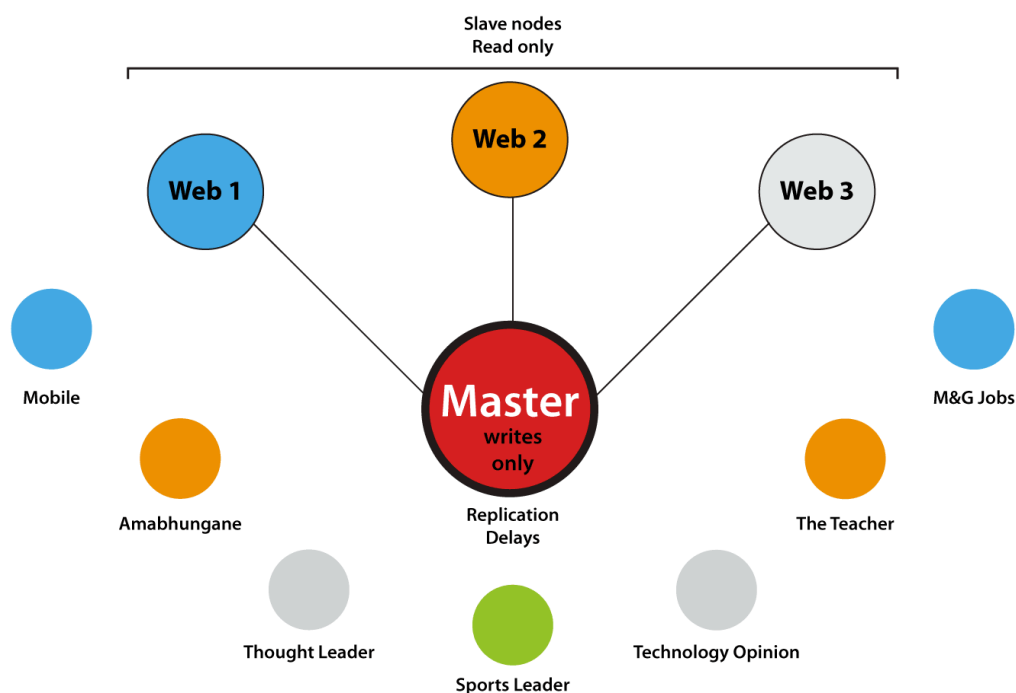 Slave nodes
Read only
Web 1
Web 2
Web 3
Master
writes
only
Replication
Delays
Mobile
M&G Jobs
Amabhungane
The Teacher
Thought Leader
Technology Opinion
Sports Leader